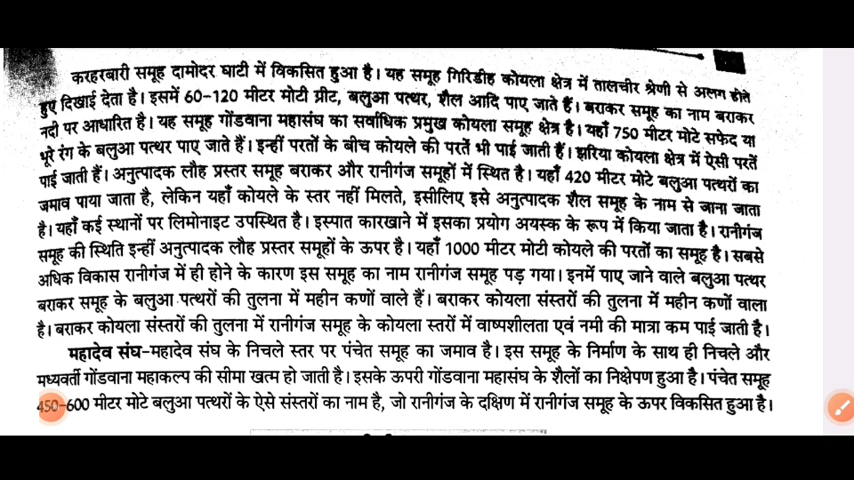 करहरबारी समूह दामोदर घाटी में विकसित हुआ है। यह समूह गिरिडीह कोयला क्षेत्र में तालचीर श्रेणी से अलग होते
हुए दिखाई देता है। इसमें 60-120 मीटर मोटी ग्रीट, बलुआ पत्थर, शैल आदि पाए जाते हैं। बराकर समूह का नाम बराकर
नदी पर आधारित है। यह समूह गोंडवाना महासंघ का सर्वाधिक प्रमुख कोयला समूह क्षेत्र है। यहाँ 750 मीटर मोटे सफेद या
भूरे रंग के बलुआ पत्थर पाए जाते हैं। इन्हीं परतों के बीच कोयले की परतें भी पाई जाती हैं। झरिया कोयला क्षेत्र में ऐसी परतें
पाई जाती हैं। अनुत्पादक लौह प्रस्तर समूह बराकर और रानीगंज समूहों में स्थित है। यहाँ 420 मीटर मोटे बलुआ पत्थरों का
जमाव पाया जाता है, लेकिन यहाँ कोयले के स्तर नहीं मिलते, इसीलिए इसे अनुत्पादक शैल समूह के नाम से जाना जाता
है। यहाँ कई स्थानों पर लिमोनाइट उपस्थित है। इस्पात कारखाने में इसका प्रयोग अयस्क के रूप में किया जाता है। रानीगंज
समूह की स्थिति इन्हीं अनुत्पादक लौह प्रस्तर समूहों के ऊपर है। यहाँ 1000 मीटर मोटी कोयले की परतों का समूह है। सबसे
अधिक विकास रानीगंज में ही होने के कारण इस समूह का नाम रानीगंज समूह पड़ गया। इनमें पाए जाने वाले बलुआ पत्थर
बराकर समूह के बलुआ पत्थरों की तुलना में महीन कणों वाले हैं। बराकर कोयला संस्तरों की तुलना में महीन कणों वाला
है। बराकर कोयला संस्तरों की तुलना में रानीगंज समूह के कोयला स्तरों में वाष्पशीलता एवं नमी की मात्रा कम पाई जाती है।
महादेव संघ–महादेव संघ के निचले स्तर पर पंचेत समूह का जमाव है। इस समूह के निर्माण के साथ ही निचले और
मध्यवर्ती गोंडवाना महाकल्प की सीमा खत्म हो जाती है। इसके ऊपरी गोंडवाना महासंघ के शैलों का निक्षेपण हुआ है। पंचेत समूह
450-600 मीटर मोटे बलुआ पत्थरों के ऐसे संस्तरों का नाम है, जो रानीगंज के दक्षिण में रानीगंज समूह के ऊपर विकसित हुआ है।